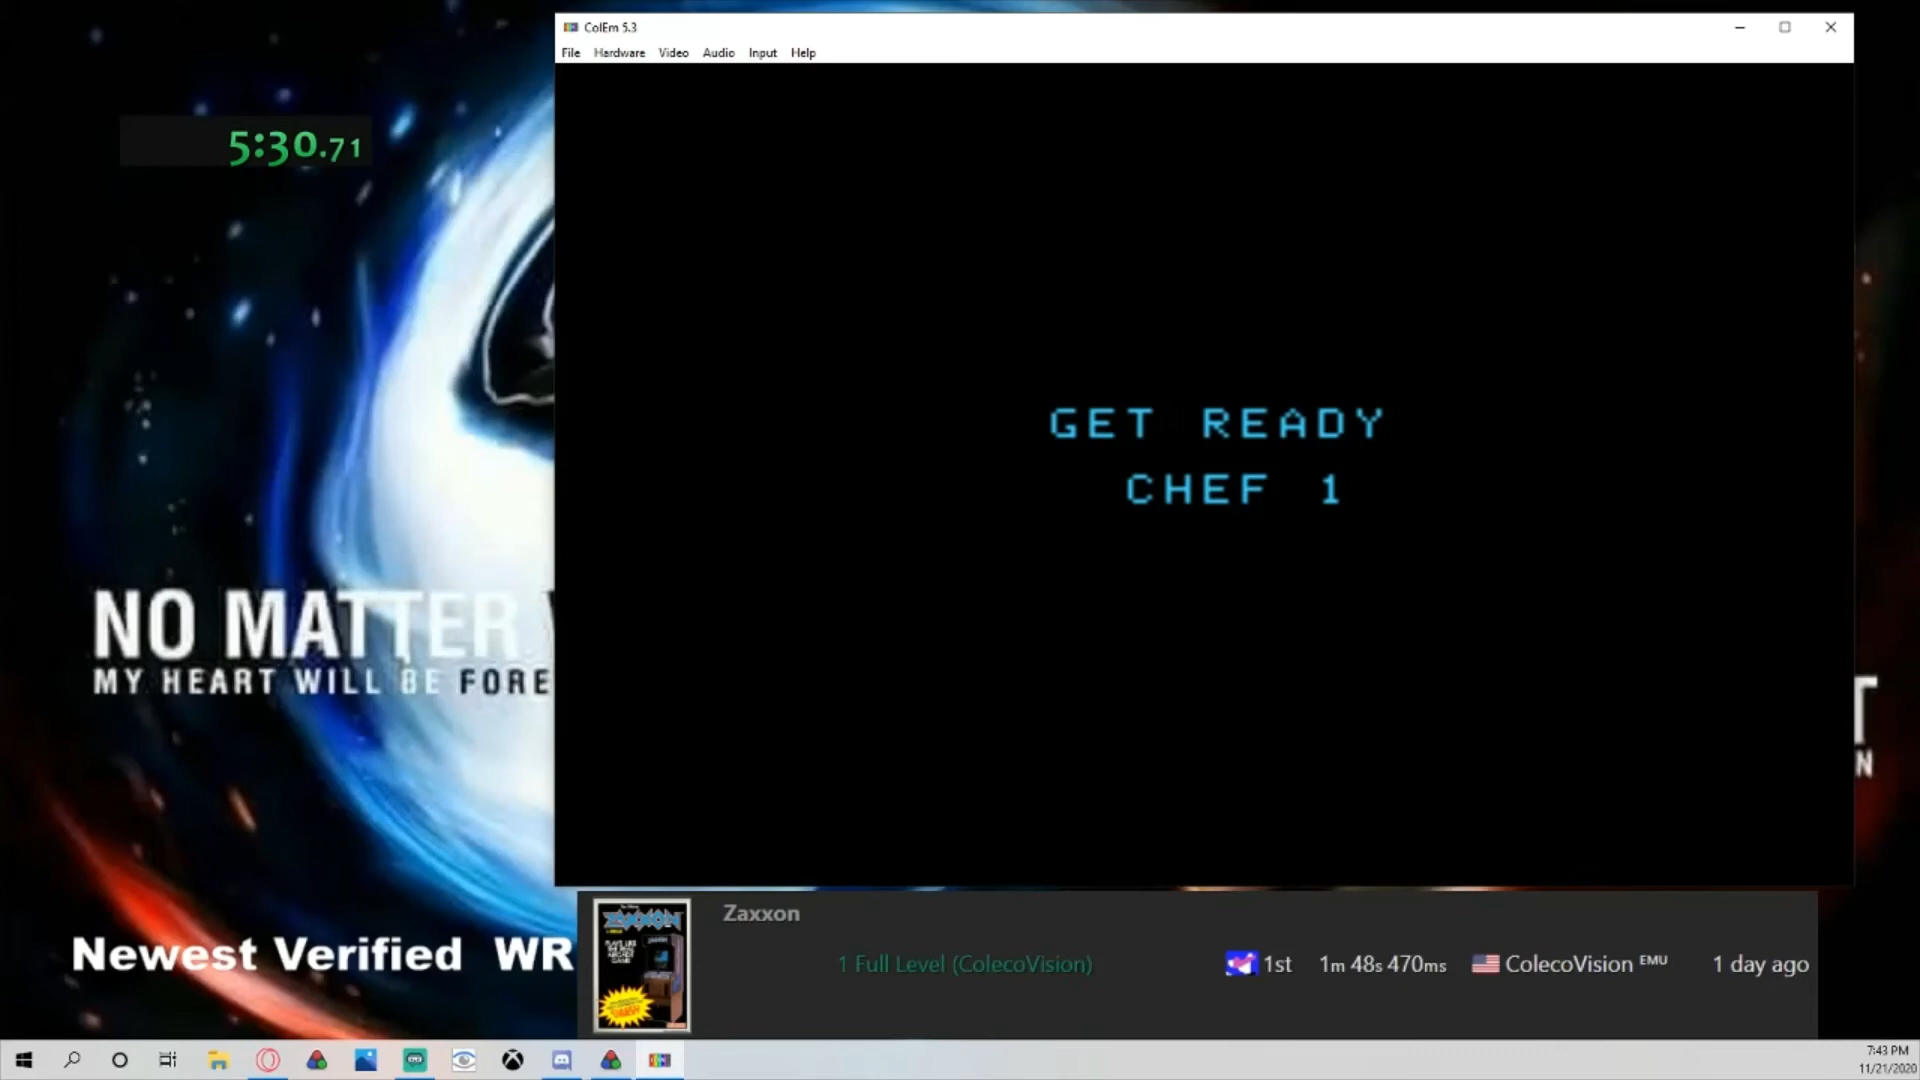 ColEm 5.3
File Hardware Video Audio Input Help
5:30.71
GET READY
CHEF 1
NO MATTER
MY HEART WILL BE FORE
T
N
Newest Verified WR
ZAXXON
Zaxxon
1 Full Level (ColecoVision) 1st 1m 48s 470ms ColecoVision EMU 1 day ago
7:43 PM
11/21/2020